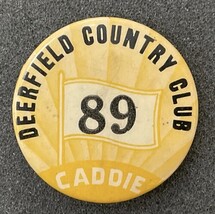 DEERFIELD COUNTRY CLUB
89
CADDIE